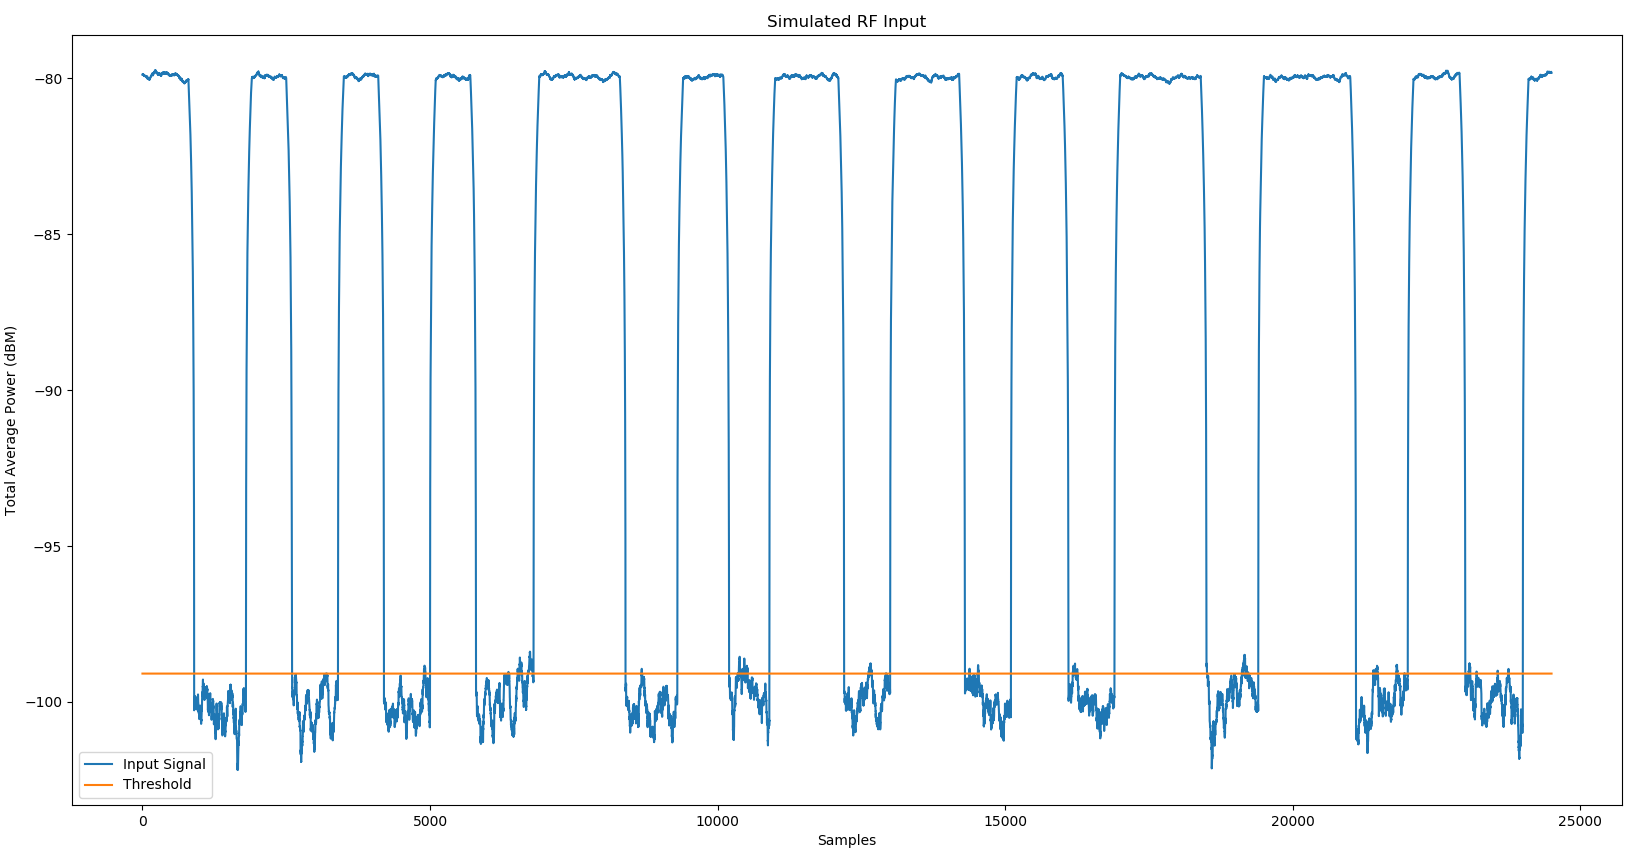 Simulated RF Input
Total Average Power (dBM)
−80
−85
−90
−95
−100
Input Signal
Threshold
0 5000 10000 15000 20000 25000
Samples